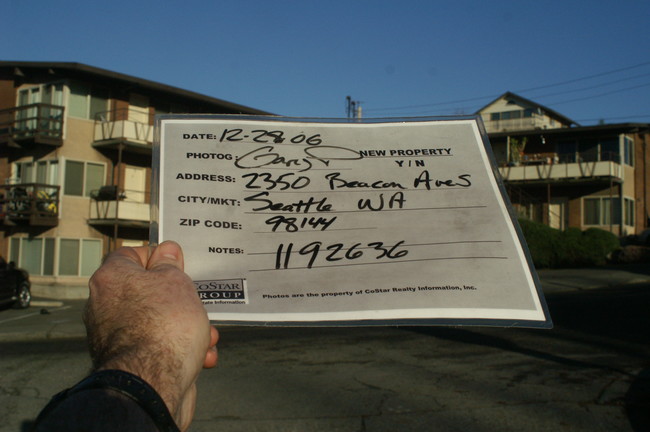 DATE: 12-28-06
PHOTOG: Gary D NEW PROPERTY
Y/N
ADDRESS: 2350 Beacon Ave S
CITY/MKT: Seattle WA
ZIP CODE: 98144
NOTES: 1192636
COSTAR
GROUP
Photos are the property of CoStar Realty Information, Inc.